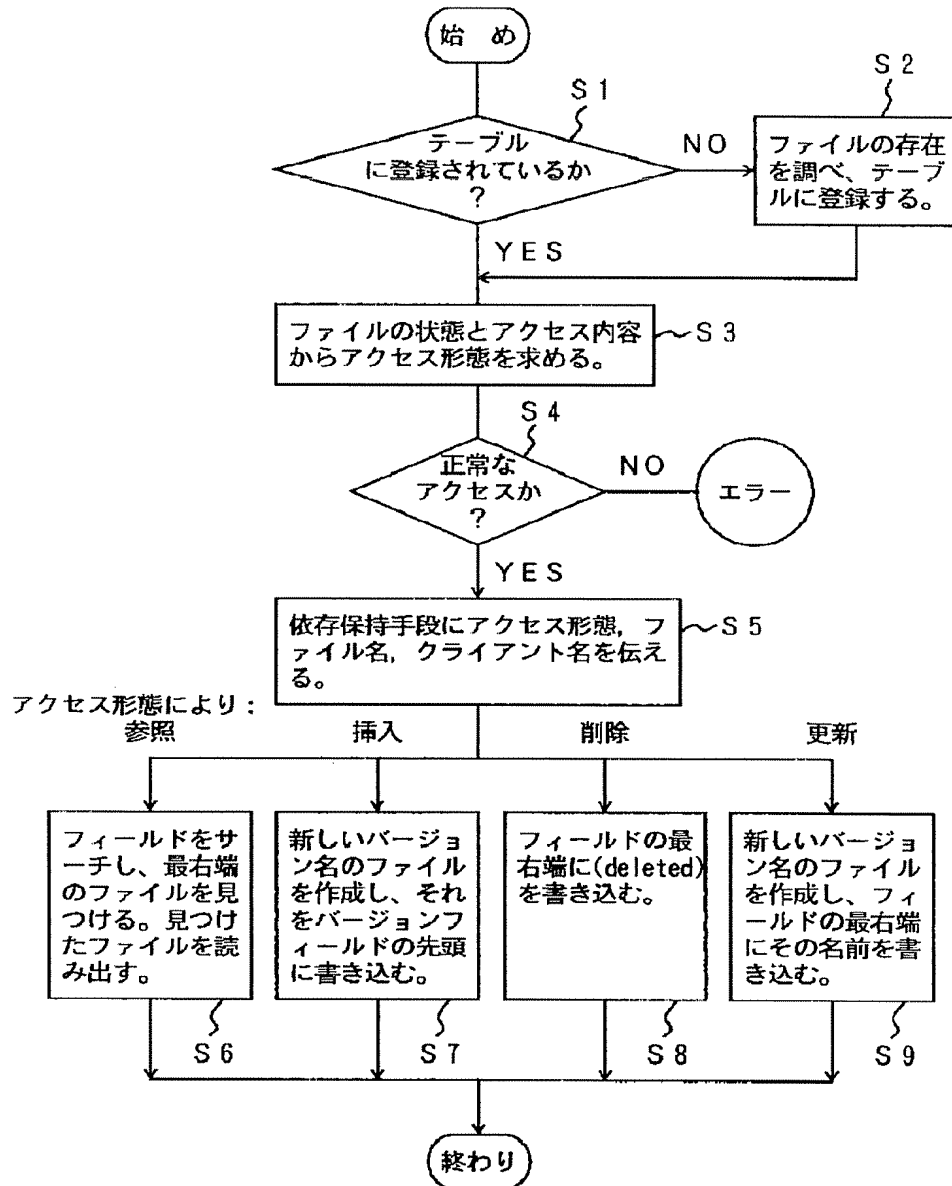 始 め
S1
テーブル
に登録されているか
?
NO
S2
ファイルの存在
を調べ、テーブ
ルに登録する。
YES
ファイルの状態とアクセス内容
からアクセス形態を求める。
S3
S4
正常な
アクセスか
?
NO
エラー
YES
依存保持手段にアクセス形態,フ
ァイル名,クライアント名を伝え
る。
S5
アクセス形態により:
参照
挿入
削除
更新
フィールドをサ
ーチし、最右端
のファイルを見
つける。見つけ
たファイルを読
み出す。
S6
新しいバージョ
ン名のファイル
を作成し、それ
をバージョンフ
ィールドの先頭
に書き込む。
S7
フィールドの最
右端に(deleted)
を書き込む。
S8
新しいバージョ
ン名のファイル
を作成し、フィ
ールドの最右端
にその名前を書
き込む。
S9
終わり